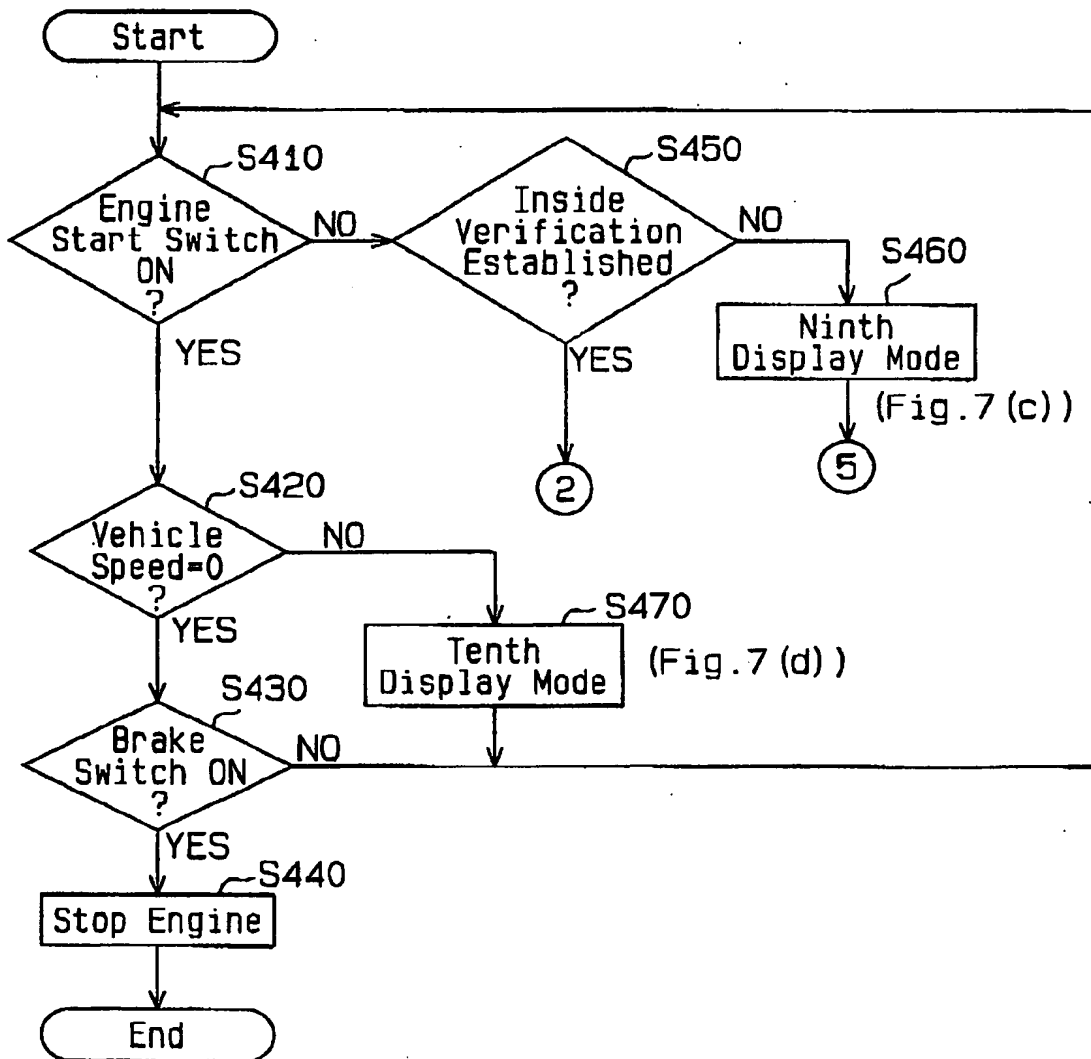 Start
S410
Engine
Start Switch
ON
?
NO
YES
S450
Inside
Verification
Established
?
NO
YES
2
S460
Ninth
Display Mode
(Fig.7(c))
5
S420
Vehicle
Speed=0
?
NO
YES
S470
Tenth
Display Mode
(Fig.7(d))
S430
Brake
Switch ON
?
NO
YES
S440
Stop Engine
End